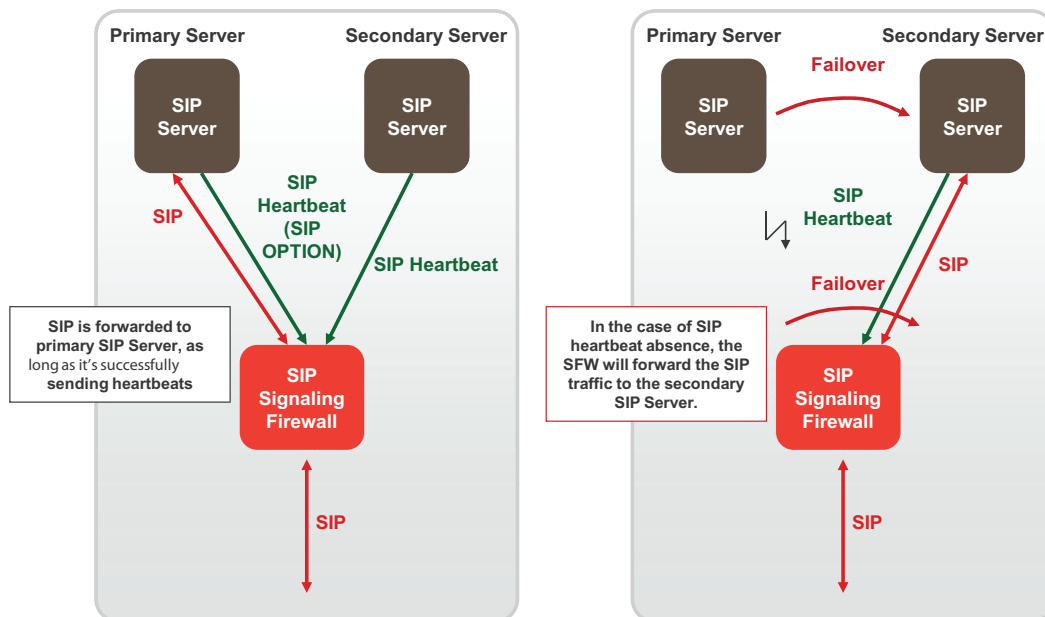 Primary Server
Secondary Server
SIP
Server
SIP
Server
SIP
SIP
Heartbeat
(SIP
OPTION)
SIP Heartbeat
SIP is forwarded to
primary SIP Server, as
long as it's successfully
sending heartbeats
SIP
Signaling
Firewall
SIP
Primary Server
Secondary Server
Failover
SIP
Server
SIP
Server
SIP
Heartbeat
SIP
Failover
In the case of SIP
heartbeat absence, the
SFW will forward the SIP
traffic to the secondary
SIP Server.
SIP
Signaling
Firewall
SIP